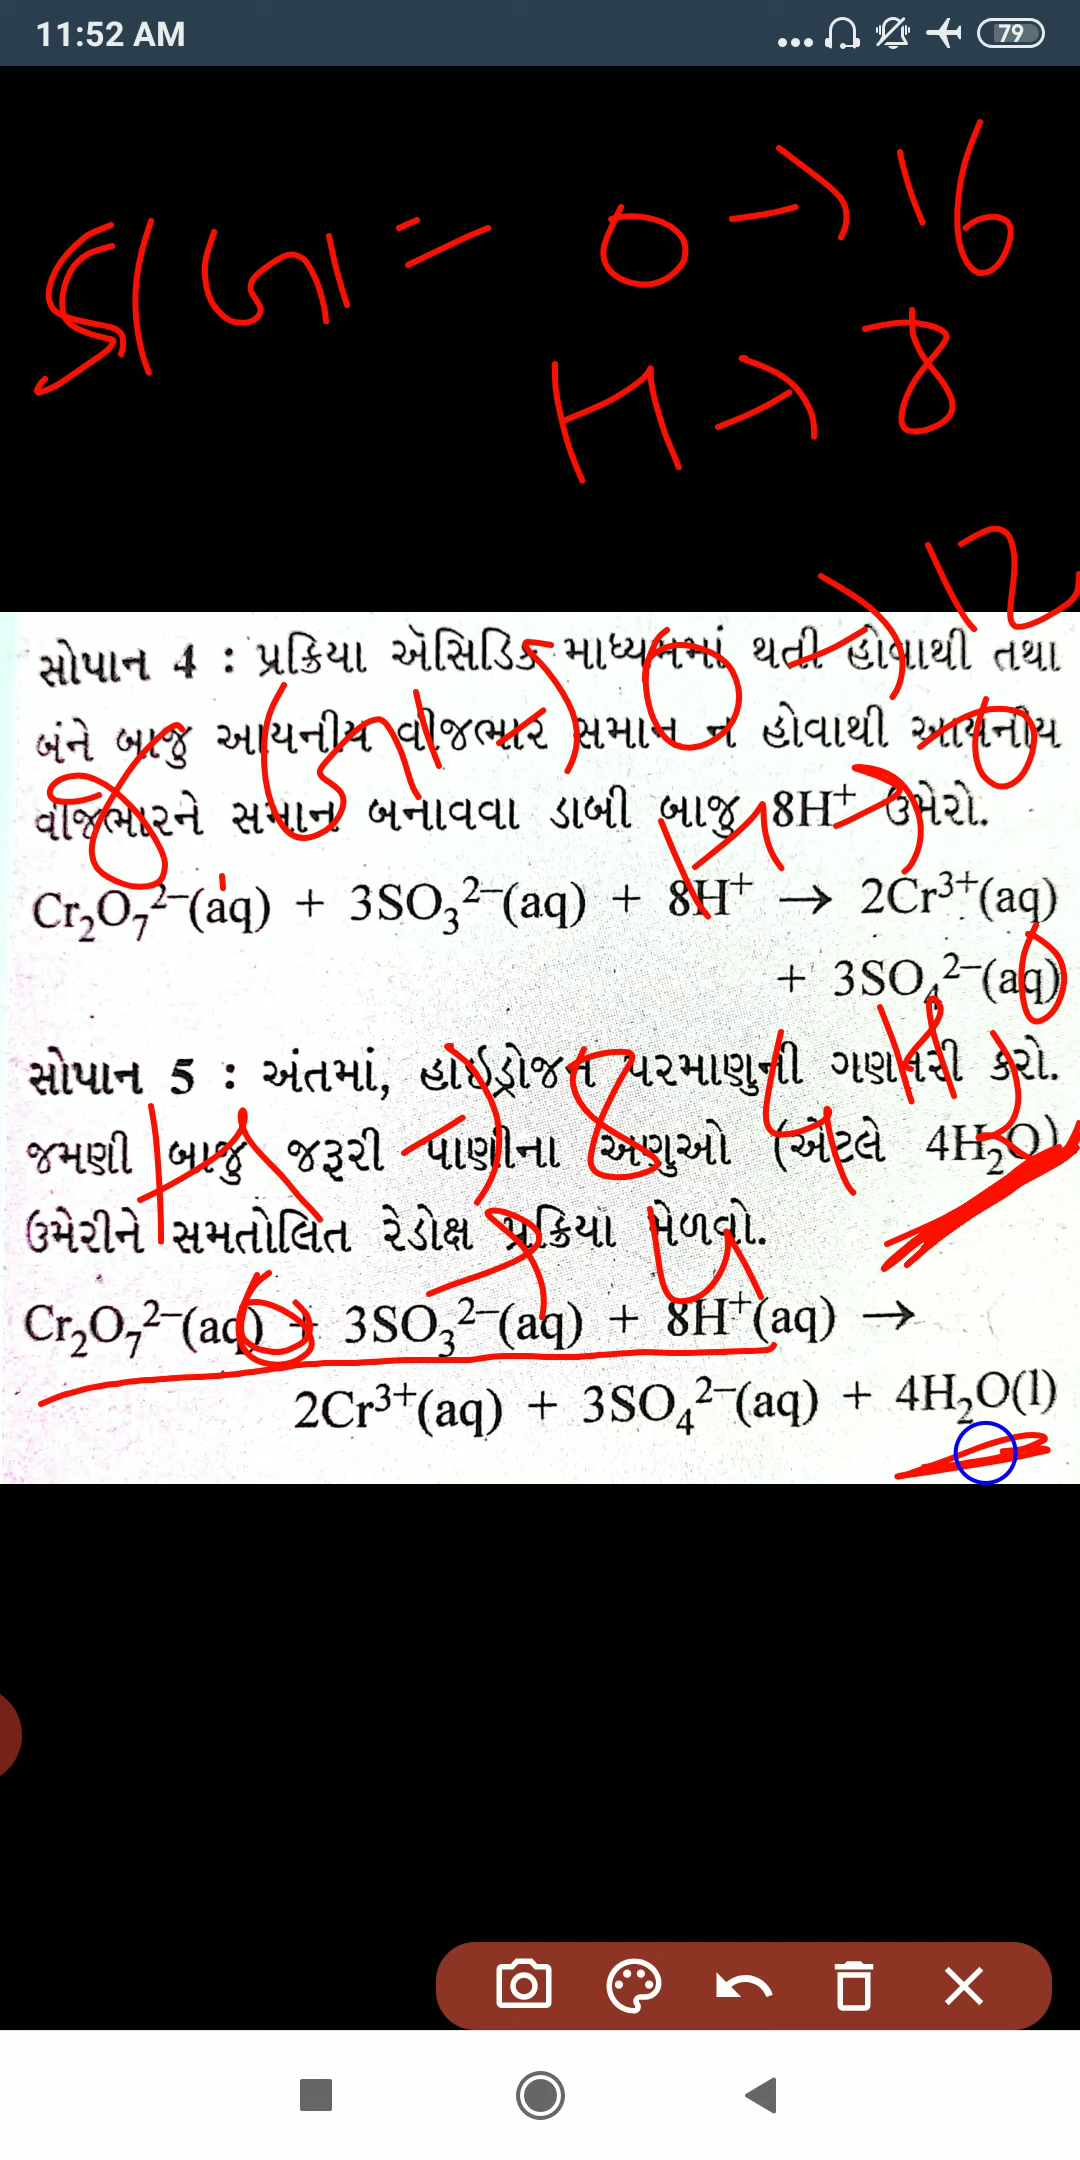 11:52 AM
79
ડાબી = O → 16
H → 8
સોપાન 4 : પ્રક્રિયા ઍસિડિક માધ્યમમાં થતી હોવાથી તથા
બંને બાજુ આયનીય વીજભાર સમાન ન હોવાથી આયનીય
વીજભારને સમાન બનાવવા ડાબી બાજુ 8H⁺ ઉમેરો.
Cr₂O₇²⁻(aq) + 3SO₃²⁻(aq) + 8H⁺ → 2Cr³⁺(aq)
+ 3SO₄²⁻(aq)
સોપાન 5 : અંતમાં, હાઇડ્રોજન પરમાણુની ગણતરી કરો.
જમણી બાજુ જરૂરી પાણીના અણુઓ (એટલે 4H₂O)
ઉમેરીને સમતોલિત રેડોક્ષ પ્રક્રિયા મેળવો.
Cr₂O₇²⁻(aq) + 3SO₃²⁻(aq) + 8H⁺(aq) →
2Cr³⁺(aq) + 3SO₄²⁻(aq) + 4H₂O(l)